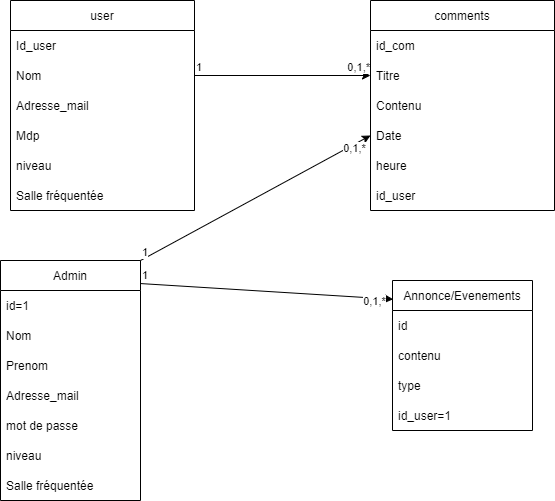 user
Id_user
Nom
Adresse_mail
Mdp
niveau
Salle fréquentée
1
0,1,*
comments
id_com
Titre
Contenu
Date
heure
id_user
1
0,1,*
Admin
id=1
Nom
Prenom
Adresse_mail
mot de passe
niveau
Salle fréquentée
1
0,1,*
Annonce/Evenements
id
contenu
type
id_user=1